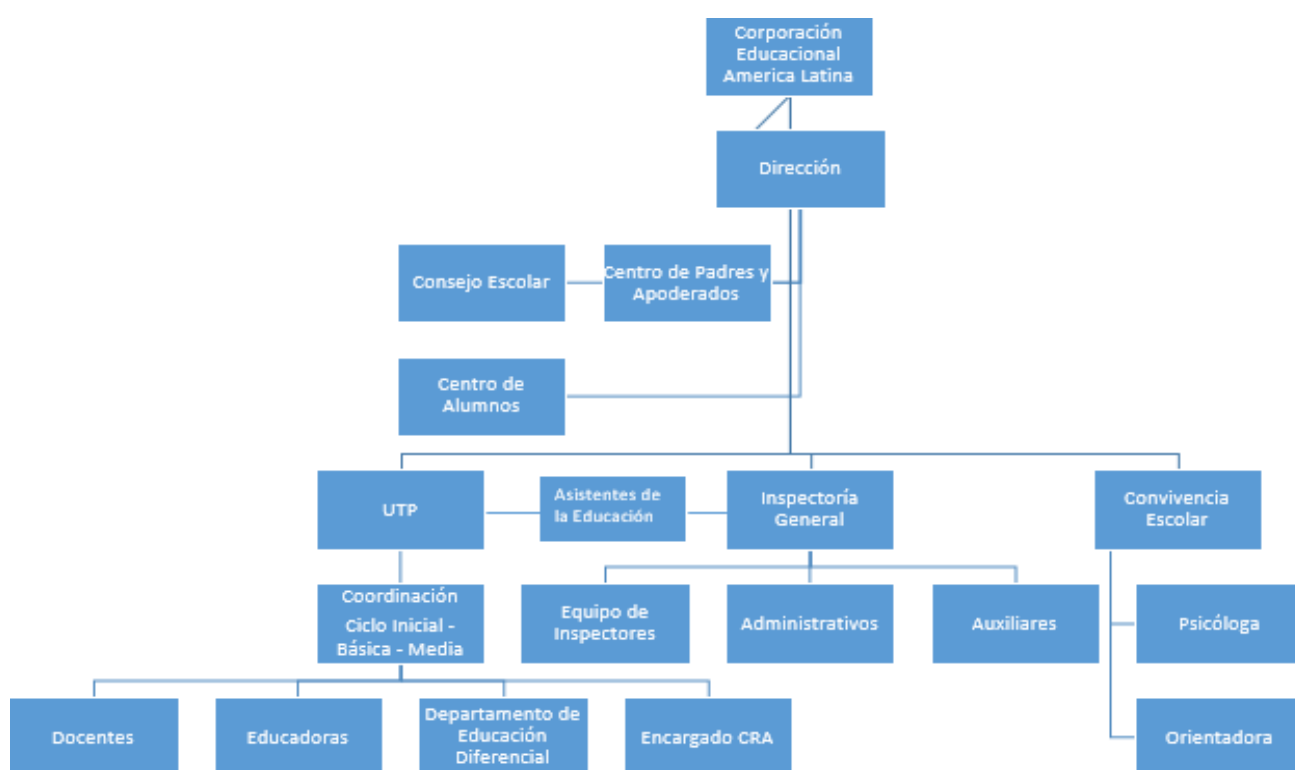 Corporación
Educacional
America Latina
Dirección
Consejo Escolar
Centro de Padres y
Apoderados
Centro de
Alumnos
UTP
Asistentes de
la Educación
Inspectoría
General
Convivencia
Escolar
Coordinación
Ciclo Inicial -
Básica - Media
Equipo de
Inspectores
Administrativos
Auxiliares
Psicóloga
Docentes
Educadoras
Departamento de
Educación
Diferencial
Encargado CRA
Orientadora